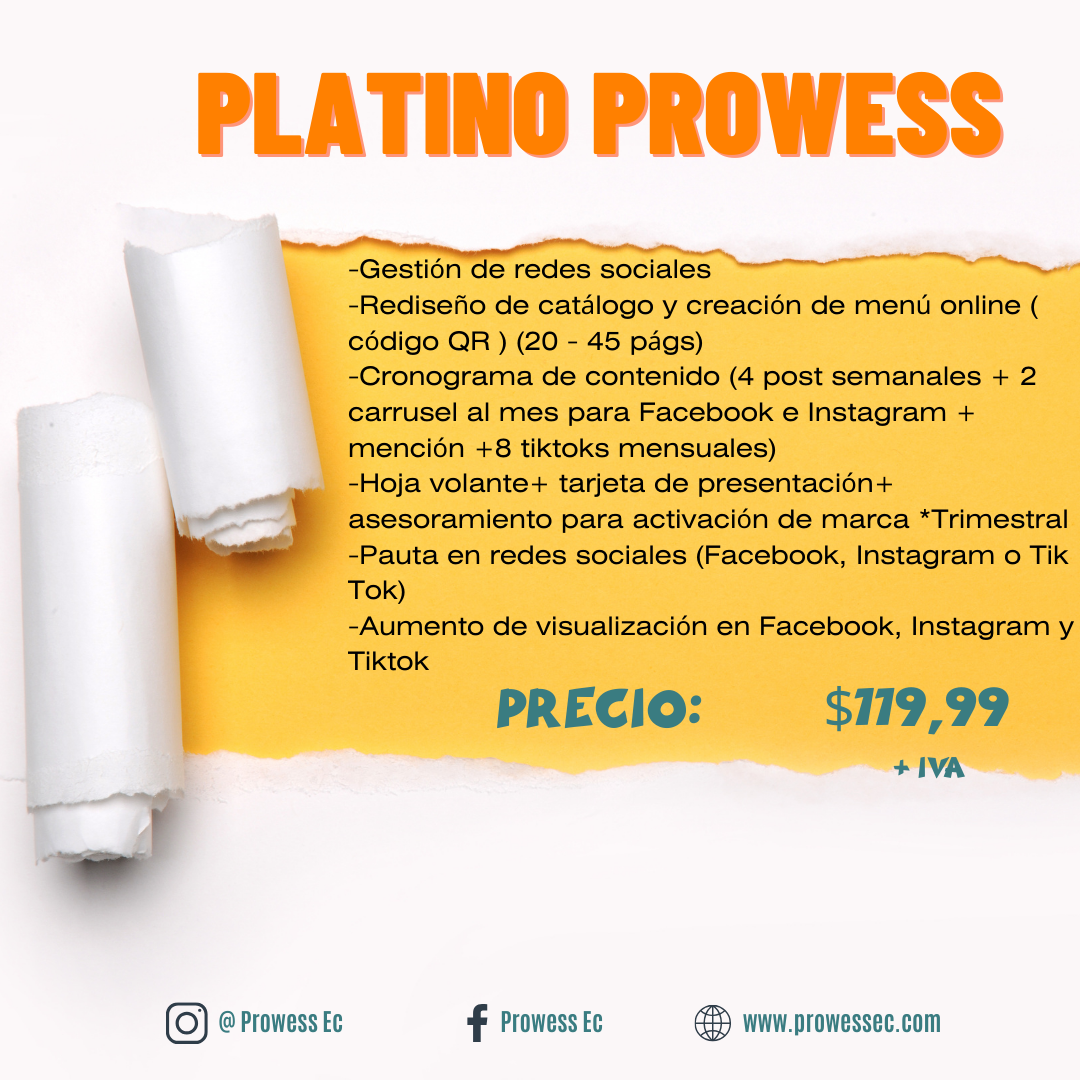 PLATINO PROWESS
-Gestión de redes sociales
-Rediseño de catálogo y creación de menú online (
código QR ) (20 - 45 págs)
-Cronograma de contenido (4 post semanales + 2
carrusel al mes para Facebook e Instagram +
mención +8 tiktoks mensuales)
-Hoja volante+ tarjeta de presentación+
asesoramiento para activación de marca *Trimestral
-Pauta en redes sociales (Facebook, Instagram o Tik
Tok)
-Aumento de visualización en Facebook, Instagram y
Tiktok
PRECIO: $119,99
+ IVA
@ Prowess Ec Prowess Ec www.prowessec.com